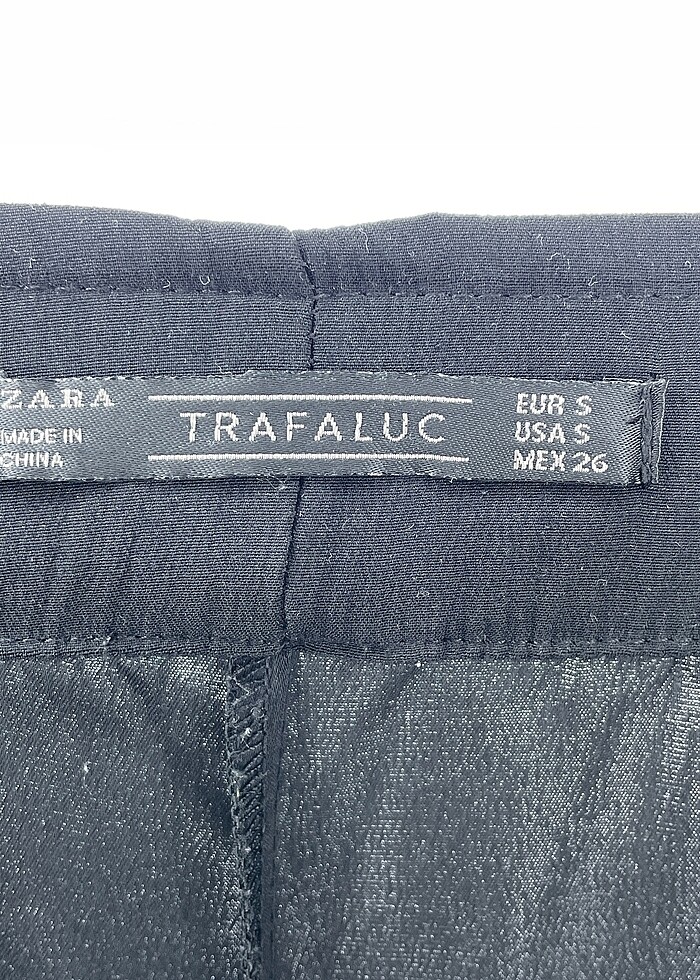 ZARA
MADE IN
CHINA
TRAFALUC
EUR S
USA S
MEX 26